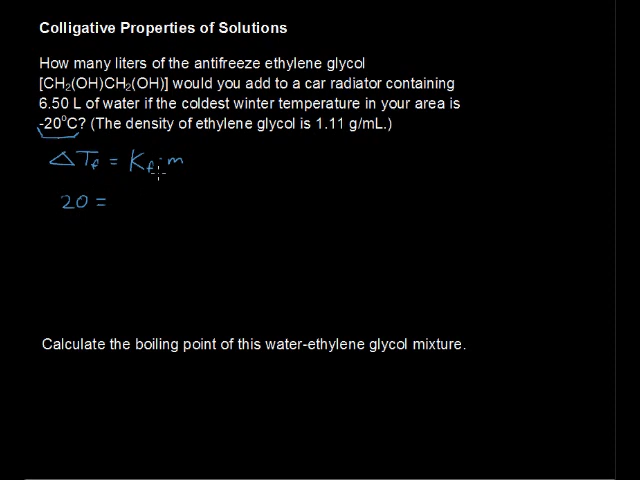 Colligative Properties of Solutions
How many liters of the antifreeze ethylene glycol
[CH₂(OH)CH₂(OH)] would you add to a car radiator containing
6.50 L of water if the coldest winter temperature in your area is
-20°C? (The density of ethylene glycol is 1.11 g/mL.)
ΔT_f = K_f · m
20 =
Calculate the boiling point of this water-ethylene glycol mixture.